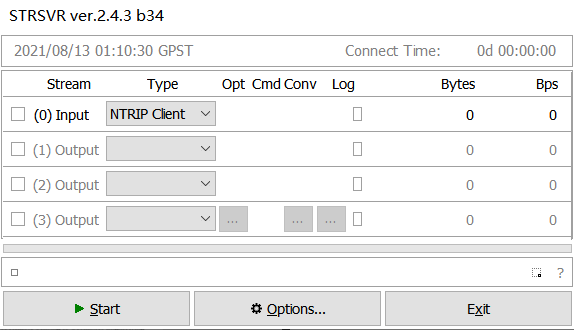 STRSVR ver.2.4.3 b34
2021/08/13 01:10:30 GPST Connect Time: 0d 00:00:00
Stream Type Opt Cmd Conv Log Bytes Bps
(0) Input NTRIP Client 0 0
(1) Output 0 0
(2) Output 0 0
(3) Output ... ... ... 0 0
?
Start Options... Exit